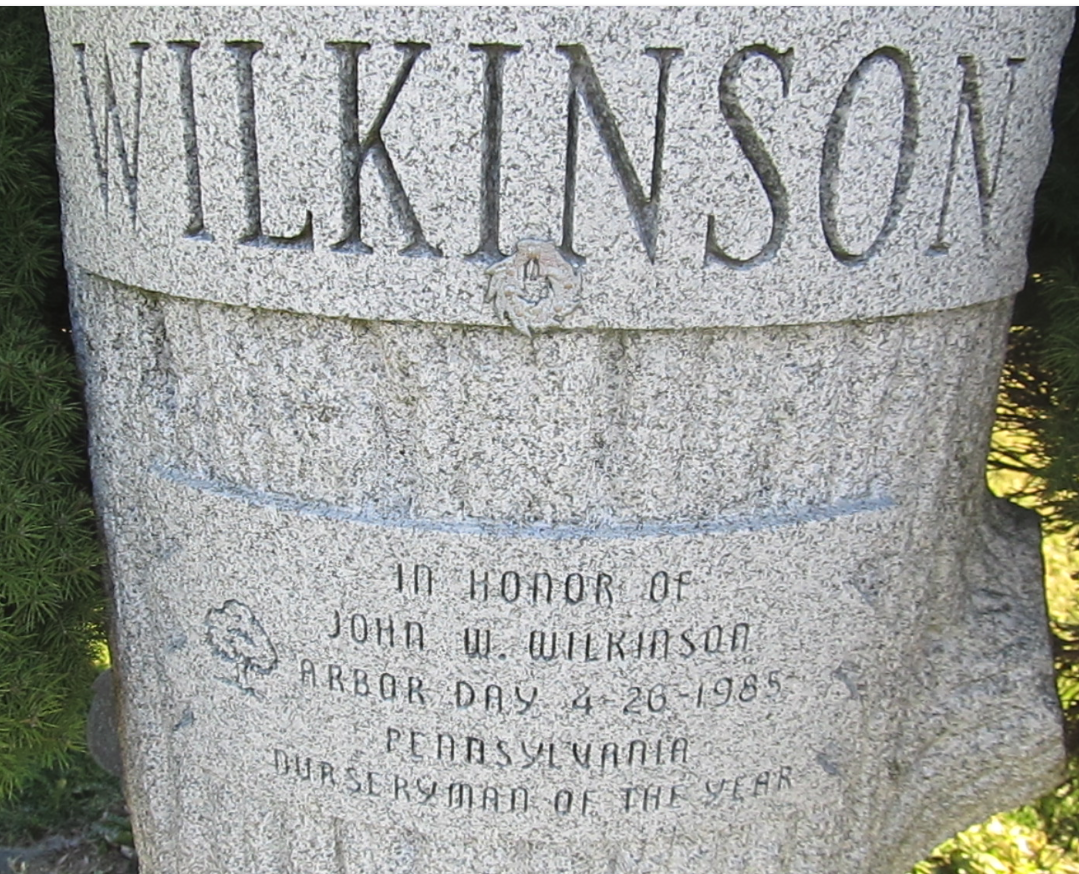 WILKINSON
IN HONOR OF
JOHN W. WILKINSON
ARBOR DAY 4-26-1985
PENNSYLVANIA
NURSERYMAN OF THE YEAR